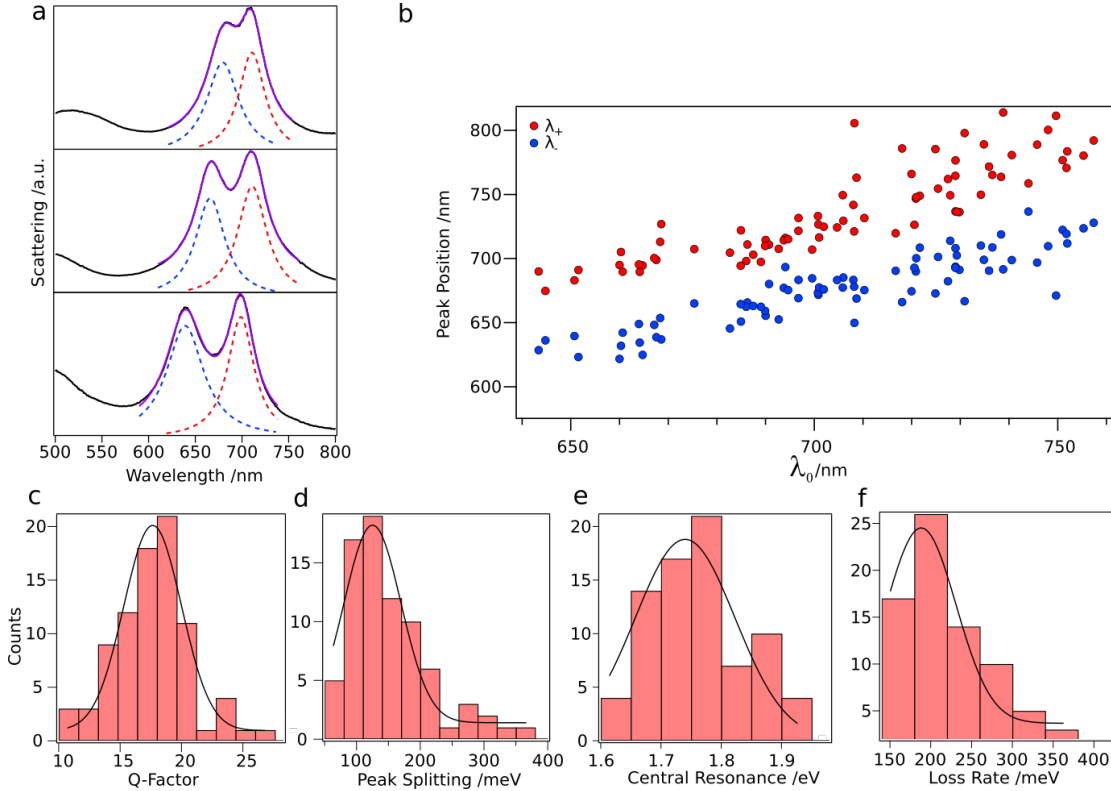 a
Scattering /a.u.
500 550 600 650 700 750 800
Wavelength /nm
b
λ+
λ-
Peak Position /nm
800
750
700
650
600
650 700 750
λ0/nm
c
Counts
20
15
10
5
0
10 15 20 25
Q-Factor
d
15
10
5
0
100 200 300 400
Peak Splitting /meV
e
20
15
10
5
0
1.6 1.7 1.8 1.9
Central Resonance /eV
f
25
20
15
10
5
100 200 300 400
Loss Rate /meV